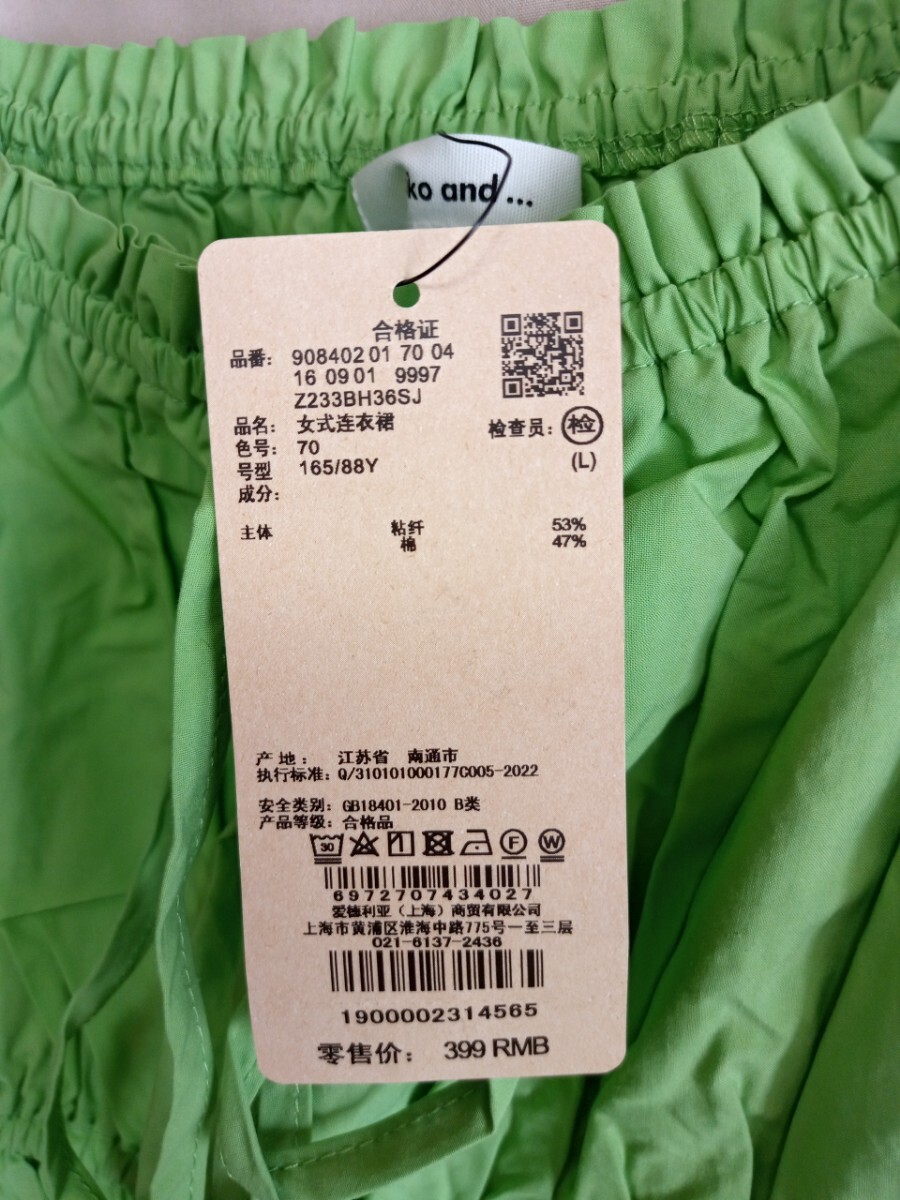 ko and ...
合格证
品番: 908402 01 70 04
16 09 01 9997
Z233BH36SJ
品名: 女式连衣裙
检查员: 检
色号: 70
号型 165/88Y
(L)
成分:
主体 粘纤 53%
棉 47%
产 地: 江苏省 南通市
执行标准: Q/310101000177C005-2022
安全类别: GB18401-2010 B类
产品等级: 合格品
30 F W
6972707434027
爱德利亚（上海）商贸有限公司
上海市黄浦区淮海中路775号一至三层
021-6137-2436
1900002314565
零售价: 399 RMB